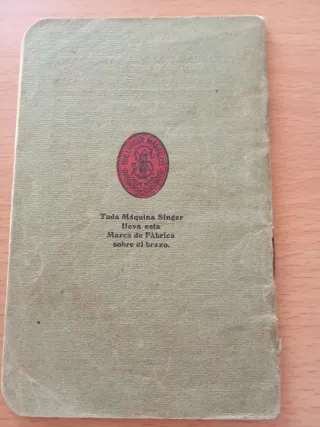 Toda Máquina Singer
lleva esta
Marca de Fábrica
sobre el brazo.